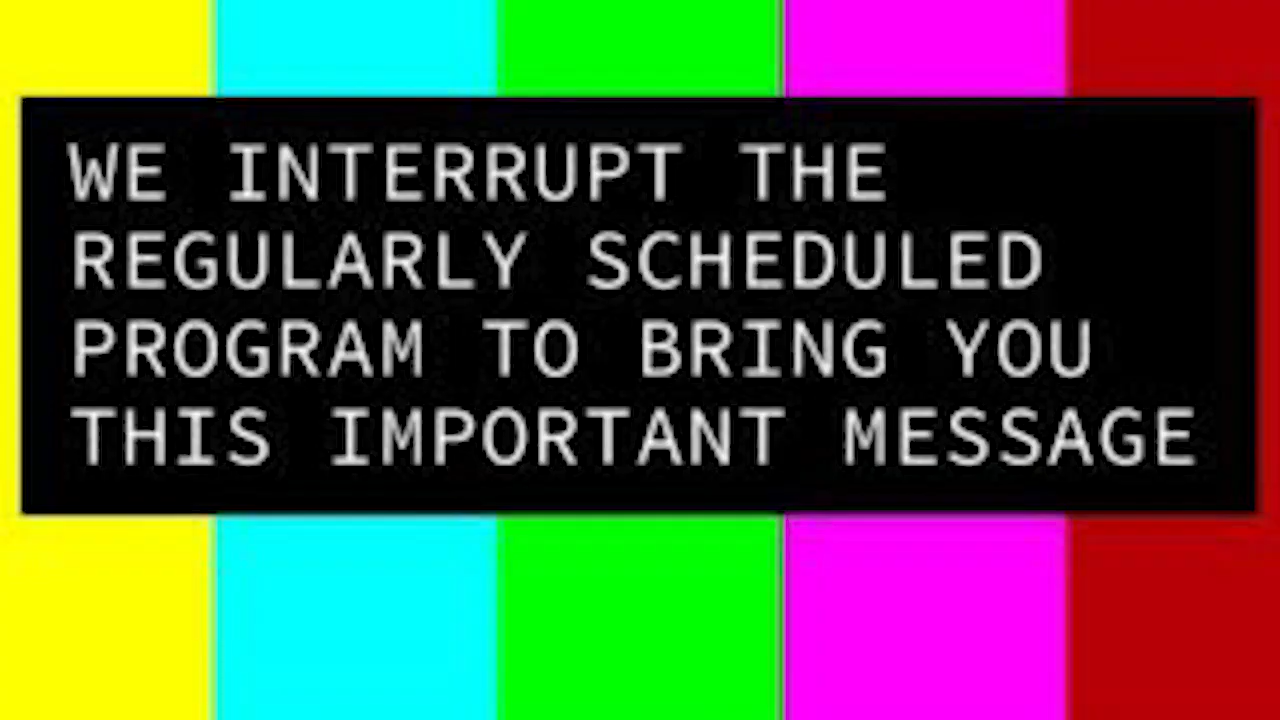 WE INTERRUPT THE
REGULARLY SCHEDULED
PROGRAM TO BRING YOU
THIS IMPORTANT MESSAGE